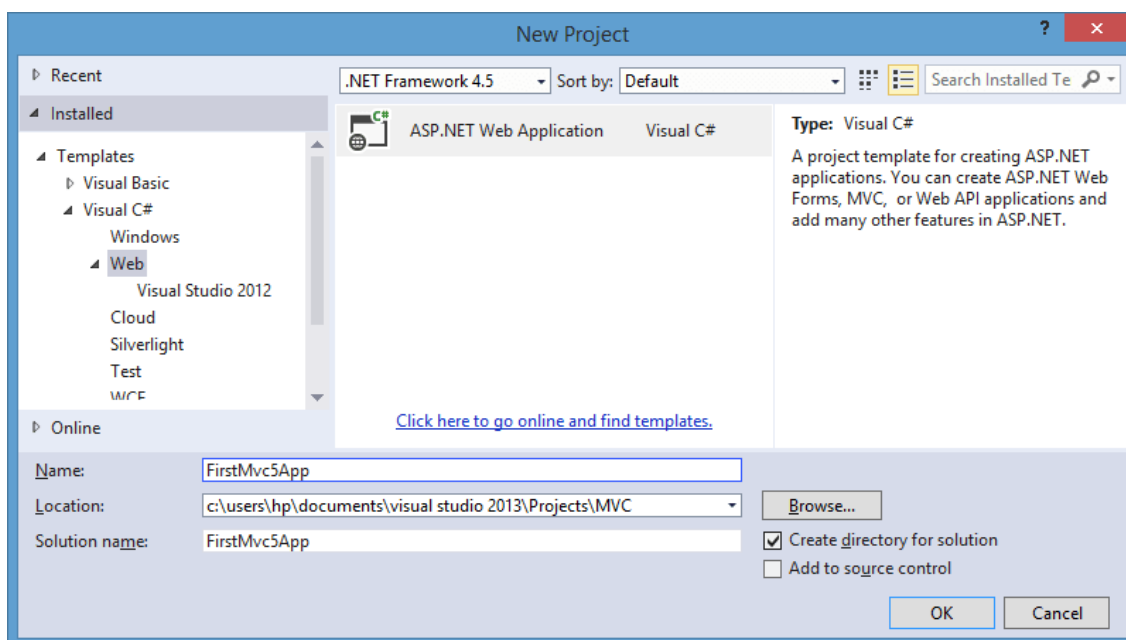 New Project
?
x
Recent
.NET Framework 4.5
Sort by: Default
Search Installed Te
Installed
Templates
Visual Basic
Visual C#
Windows
Web
Visual Studio 2012
Cloud
Silverlight
Test
WCF
Online
C#
ASP.NET Web Application Visual C#
Click here to go online and find templates.
Type: Visual C#
A project template for creating ASP.NET
applications. You can create ASP.NET Web
Forms, MVC, or Web API applications and
add many other features in ASP.NET.
Name: FirstMvc5App
Location: c:\users\hp\documents\visual studio 2013\Projects\MVC
Browse...
Solution name: FirstMvc5App
Create directory for solution
Add to source control
OK
Cancel